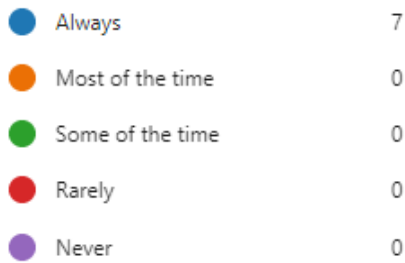 Always 7
Most of the time 0
Some of the time 0
Rarely 0
Never 0